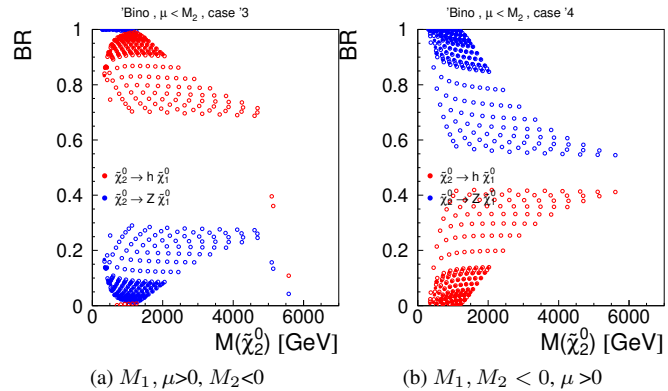 'Bino , μ < M₂ , case '3
BR
1
0.8
0.6
0.4
0.2
0
χ̃⁰₂→ h χ̃⁰₁
χ̃⁰₂→ Z χ̃⁰₁
0 2000 4000 6000
M(χ̃⁰₂) [GeV]
(a) M₁, μ>0, M₂<0
'Bino , μ < M₂ , case '4
BR
1
0.8
0.6
0.4
0.2
0
χ̃⁰₂→ h χ̃⁰₁
χ̃⁰₂→ Z χ̃⁰₁
0 2000 4000 6000
M(χ̃⁰₂) [GeV]
(b) M₁, M₂ < 0, μ >0